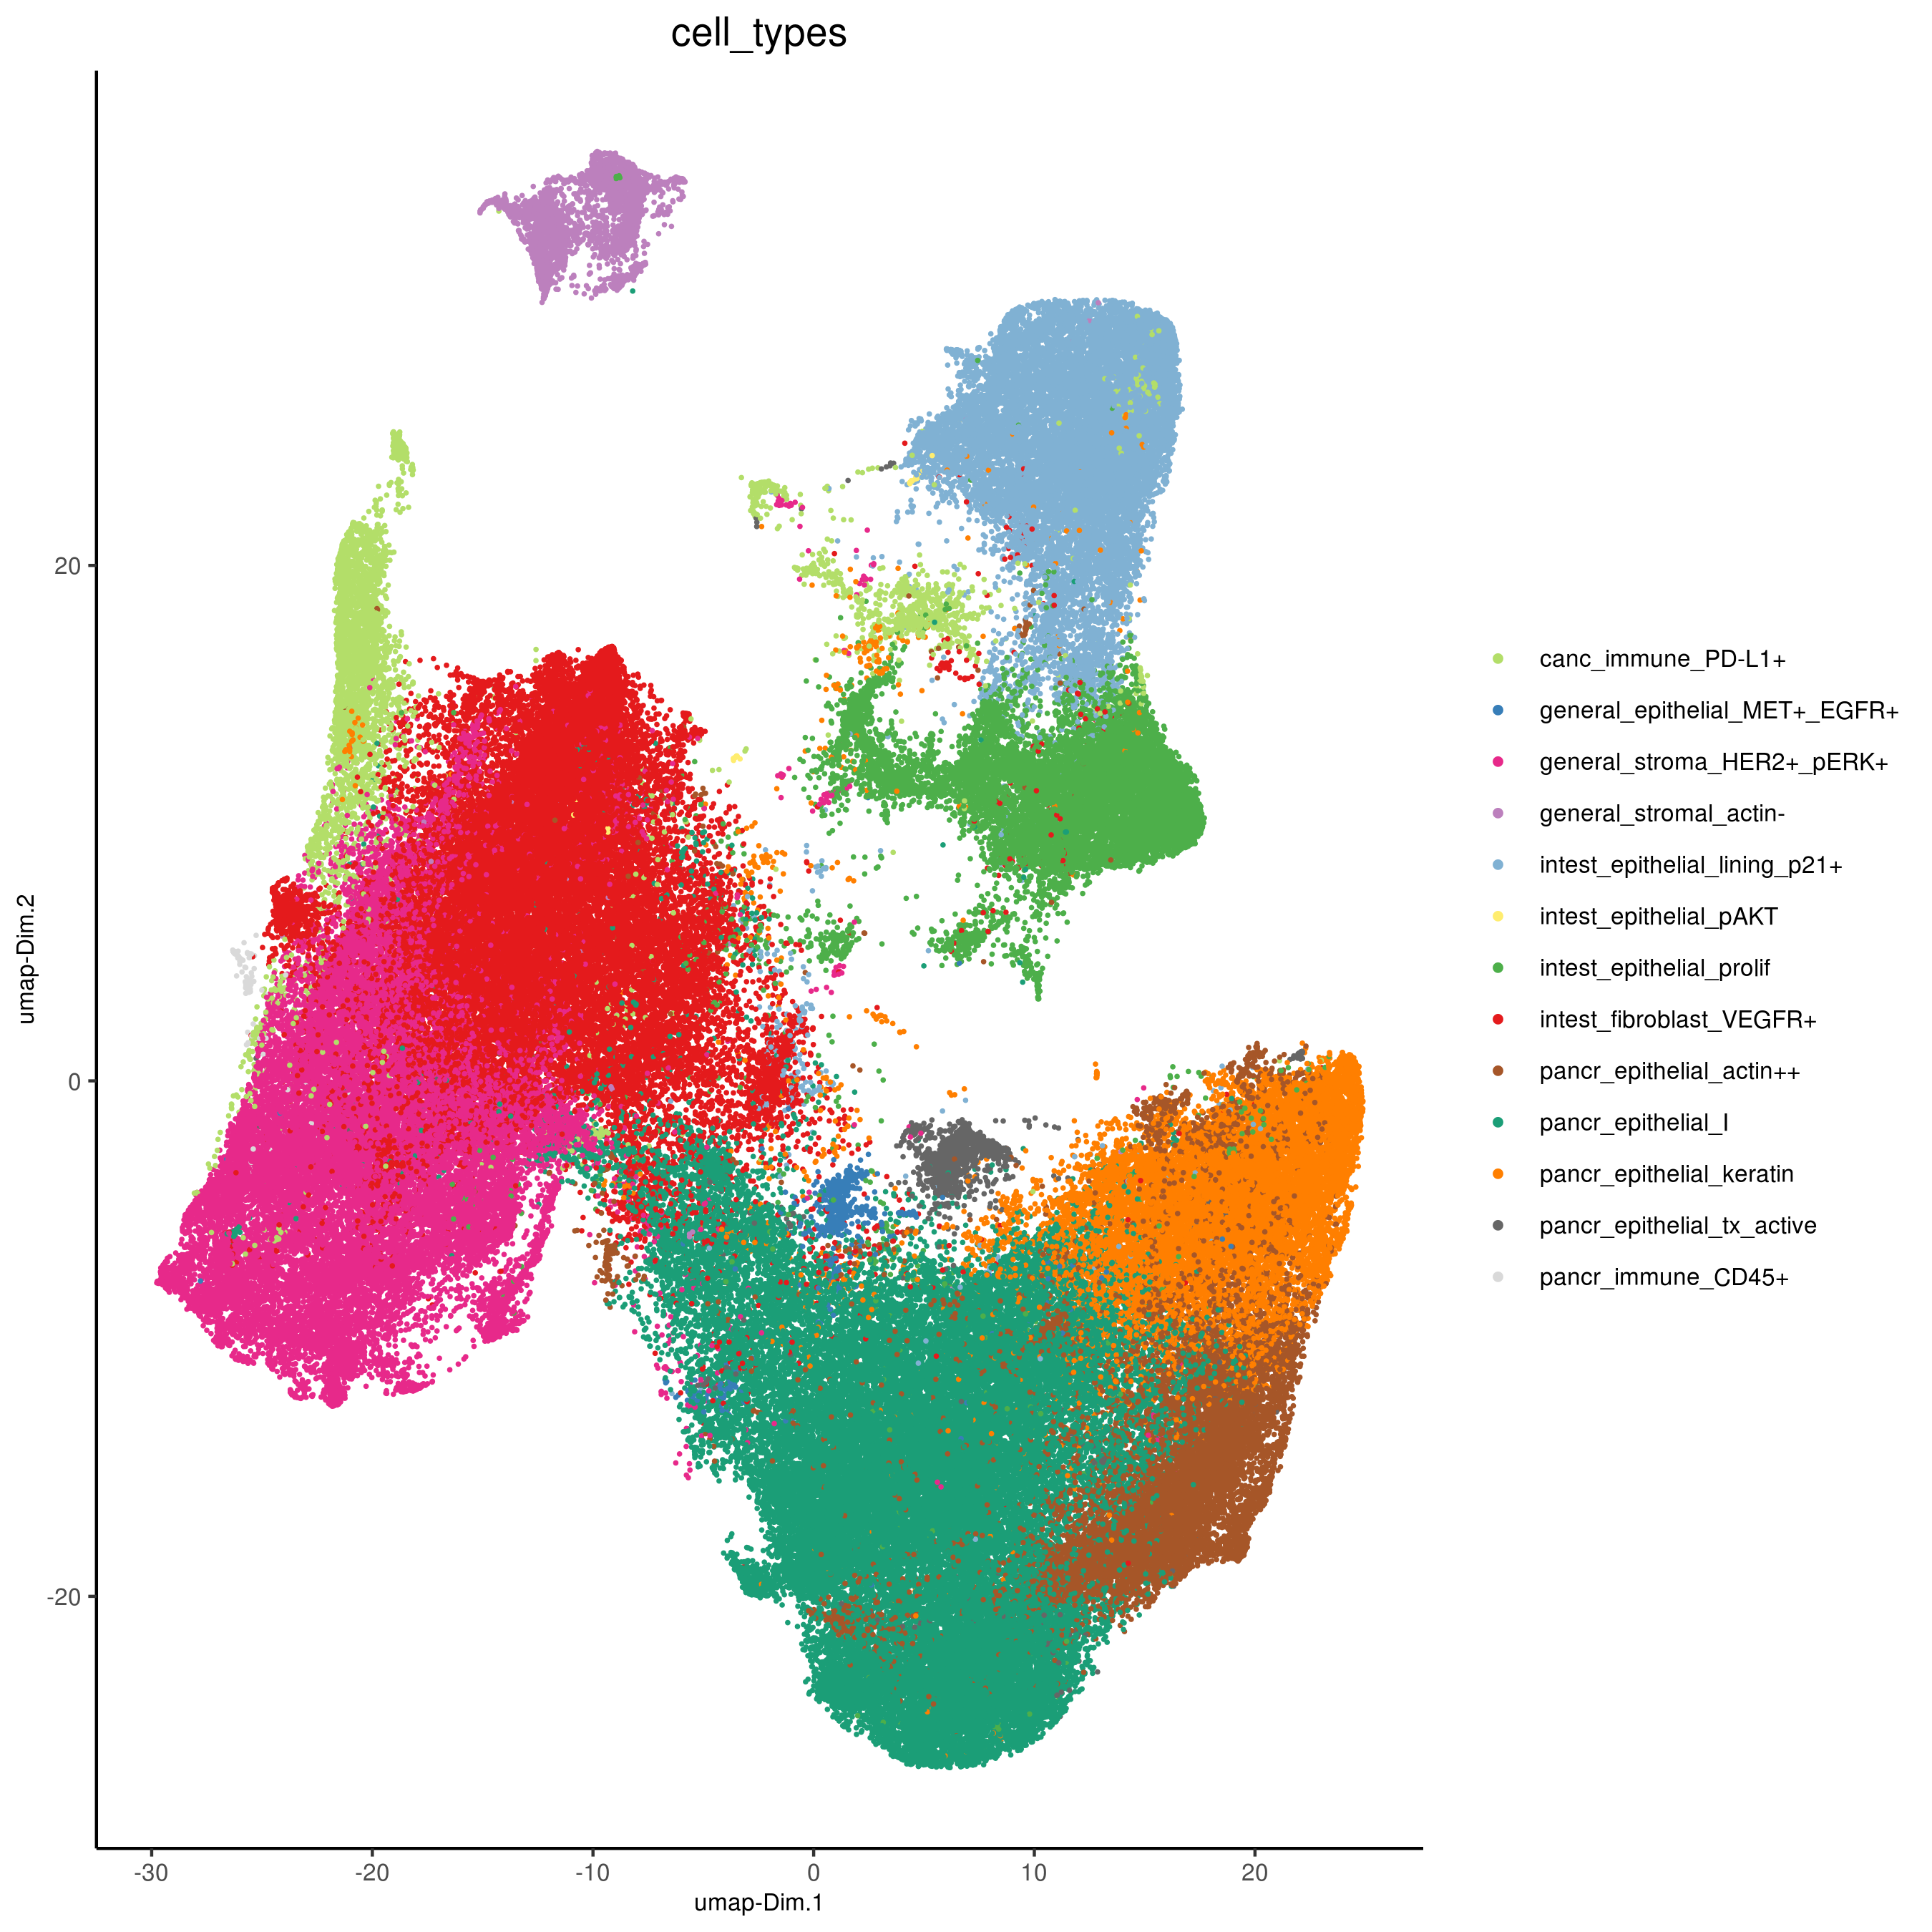 cell_types
umap-Dim.2
20
0
-20
-30
-20
-10
0
10
20
umap-Dim.1
canc_immune_PD-L1+
general_epithelial_MET+_EGFR+
general_stroma_HER2+_pERK+
general_stromal_actin-
intest_epithelial_lining_p21+
intest_epithelial_pAKT
intest_epithelial_prolif
intest_fibroblast_VEGFR+
pancr_epithelial_actin++
pancr_epithelial_I
pancr_epithelial_keratin
pancr_epithelial_tx_active
pancr_immune_CD45+